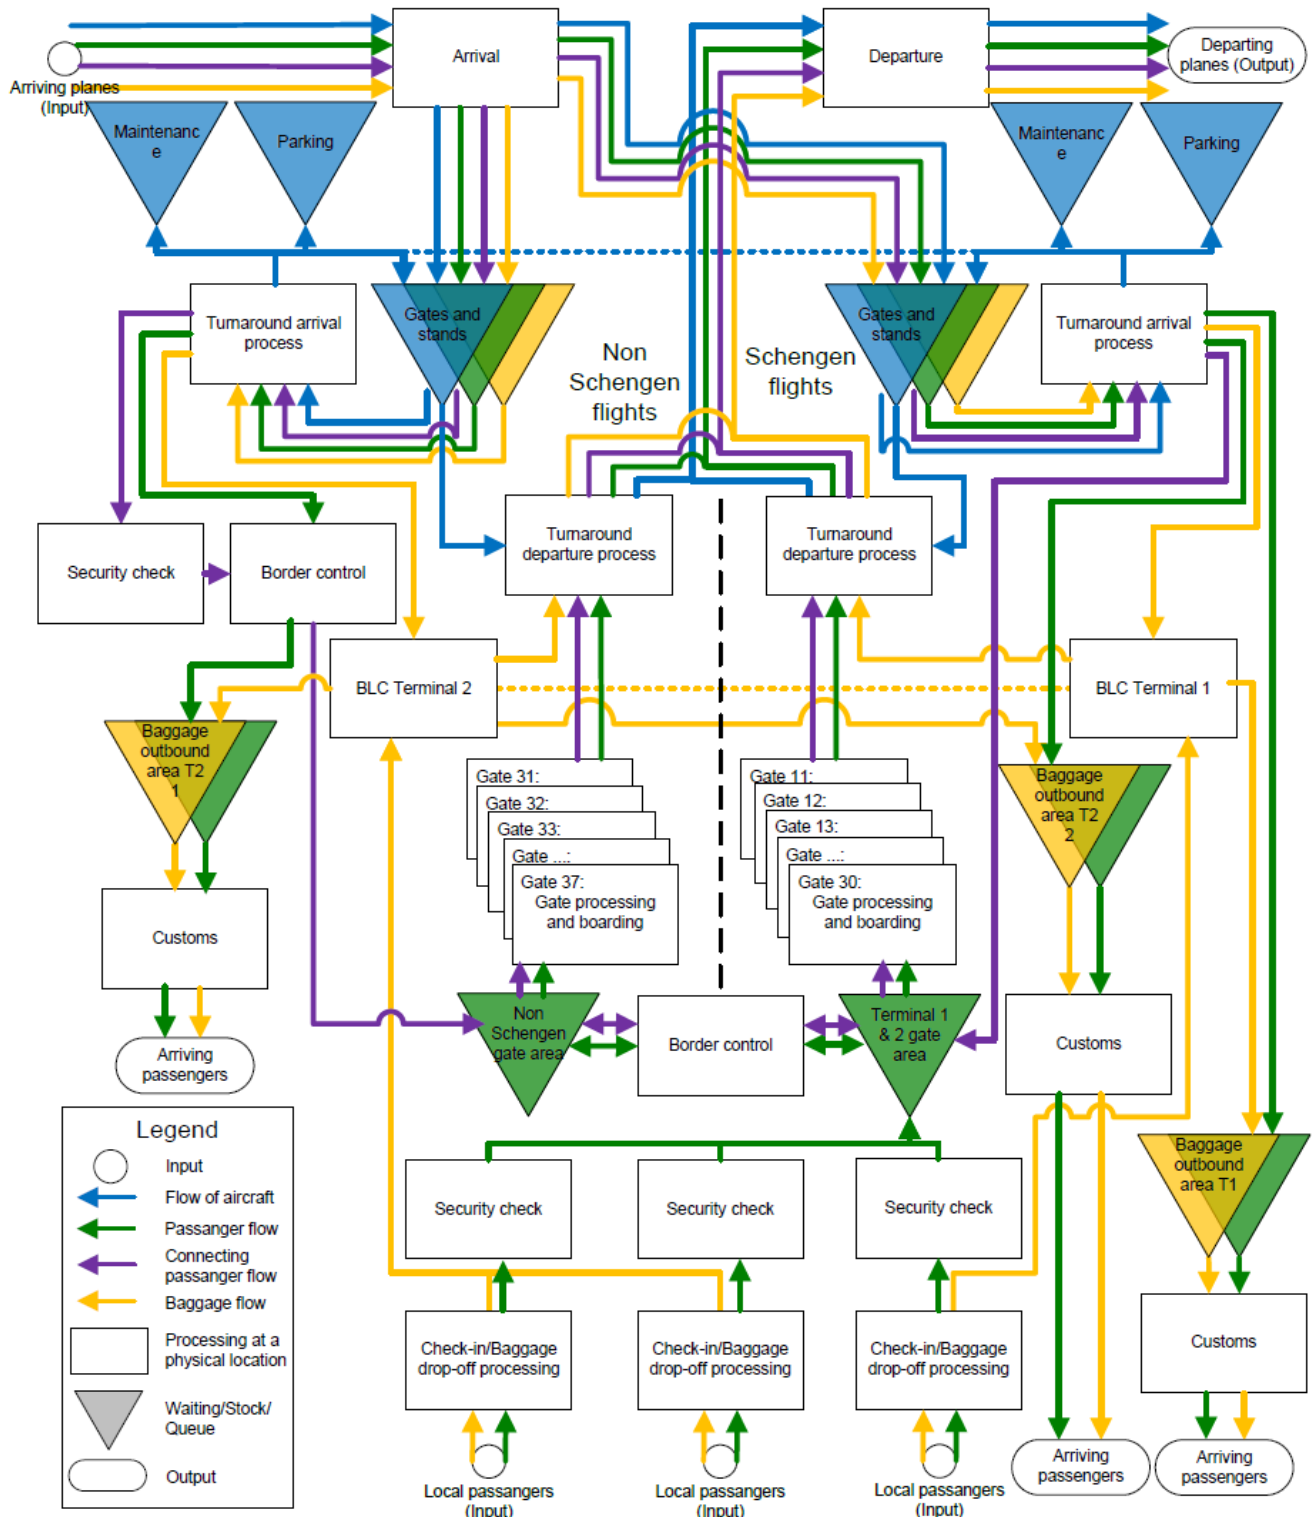 Arrival
Departure
Departing
planes (Output)
Arriving planes
(Input)
Maintenanc
e
Parking
Maintenanc
e
Parking
Turnaround arrival
process
Gates and
stands
Non
Schengen
flights
Schengen
flights
Gates and
stands
Turnaround arrival
process
Security check
Border control
Turnaround
departure process
Turnaround
departure process
BLC Terminal 2
BLC Terminal 1
Baggage
outbound
area T2
1
Gate 31:
Gate 32:
Gate 33:
Gate ...:
Gate 37:
Gate processing
and boarding
Gate 11:
Gate 12:
Gate 13:
Gate ...:
Gate 30:
Gate processing
and boarding
Baggage
outbound
area T2
2
Customs
Non
Schengen
gate area
Border control
Terminal 1
& 2 gate
area
Customs
Arriving
passengers
Legend
Input
Flow of aircraft
Passanger flow
Connecting
passanger flow
Baggage flow
Processing at a
physical location
Waiting/Stock/
Queue
Output
Security check
Security check
Security check
Baggage
outbound
area T1
Check-in/Baggage
drop-off processing
Check-in/Baggage
drop-off processing
Check-in/Baggage
drop-off processing
Customs
Local passangers
(Input)
Local passangers
(Input)
Local passangers
(Input)
Arriving
passengers
Arriving
passengers